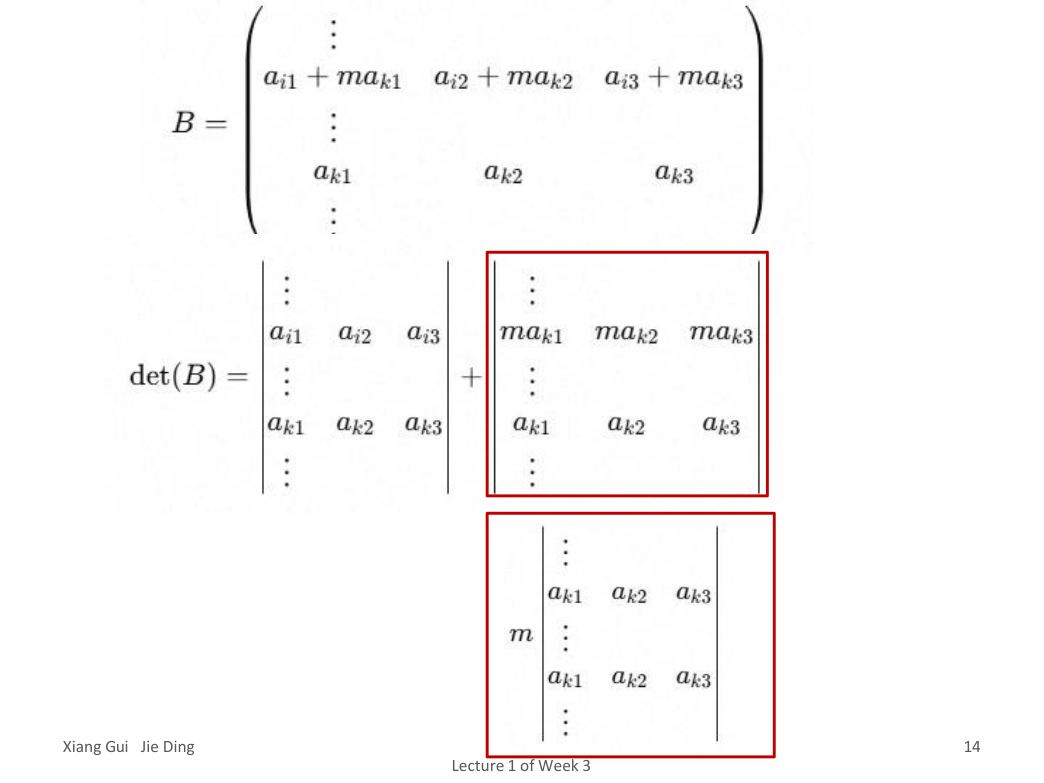 ⋮
a_{i1} + ma_{k1} a_{i2} + ma_{k2} a_{i3} + ma_{k3}
B = ⋮
a_{k1} a_{k2} a_{k3}
⋮
⋮ ⋮
a_{i1} a_{i2} a_{i3} ma_{k1} ma_{k2} ma_{k3}
det(B) = ⋮ + ⋮
a_{k1} a_{k2} a_{k3} a_{k1} a_{k2} a_{k3}
⋮ ⋮
⋮
a_{k1} a_{k2} a_{k3}
m ⋮
a_{k1} a_{k2} a_{k3}
⋮
Xiang Gui Jie Ding
Lecture 1 of Week 3
14